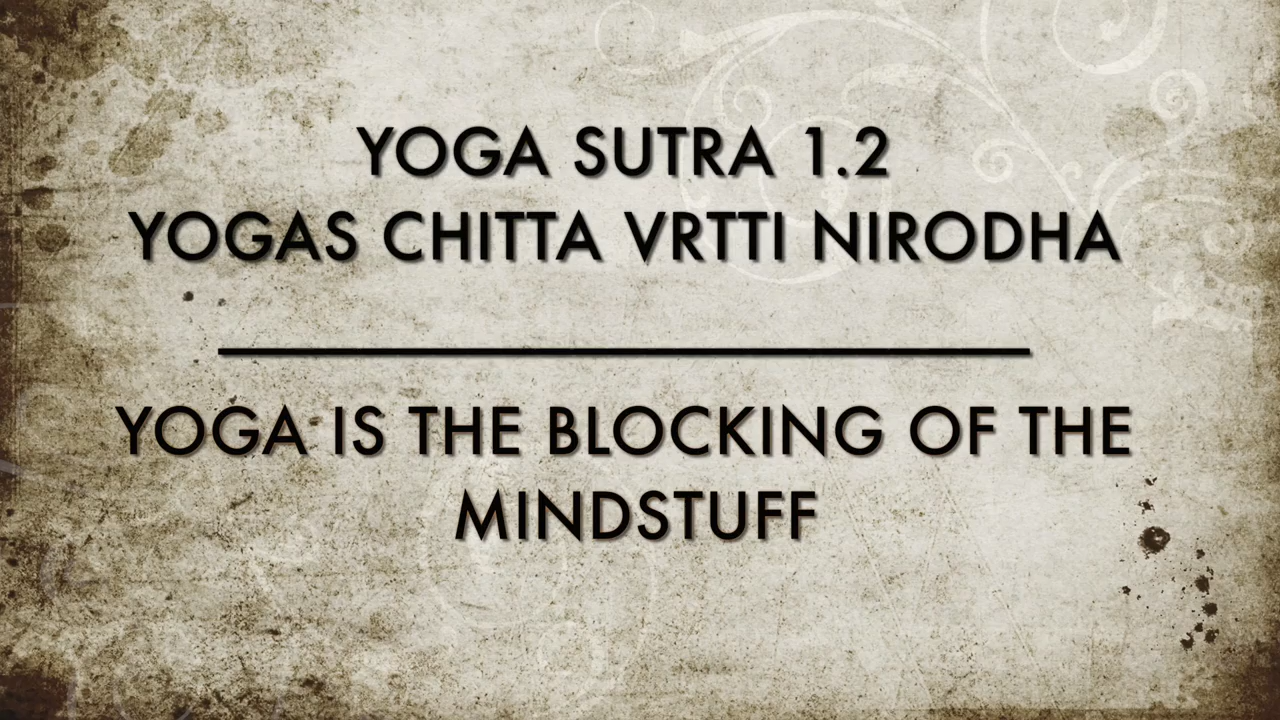 YOGA SUTRA 1.2
YOGAS CHITTA VRTTI NIRODHA
YOGA IS THE BLOCKING OF THE
MINDSTUFF